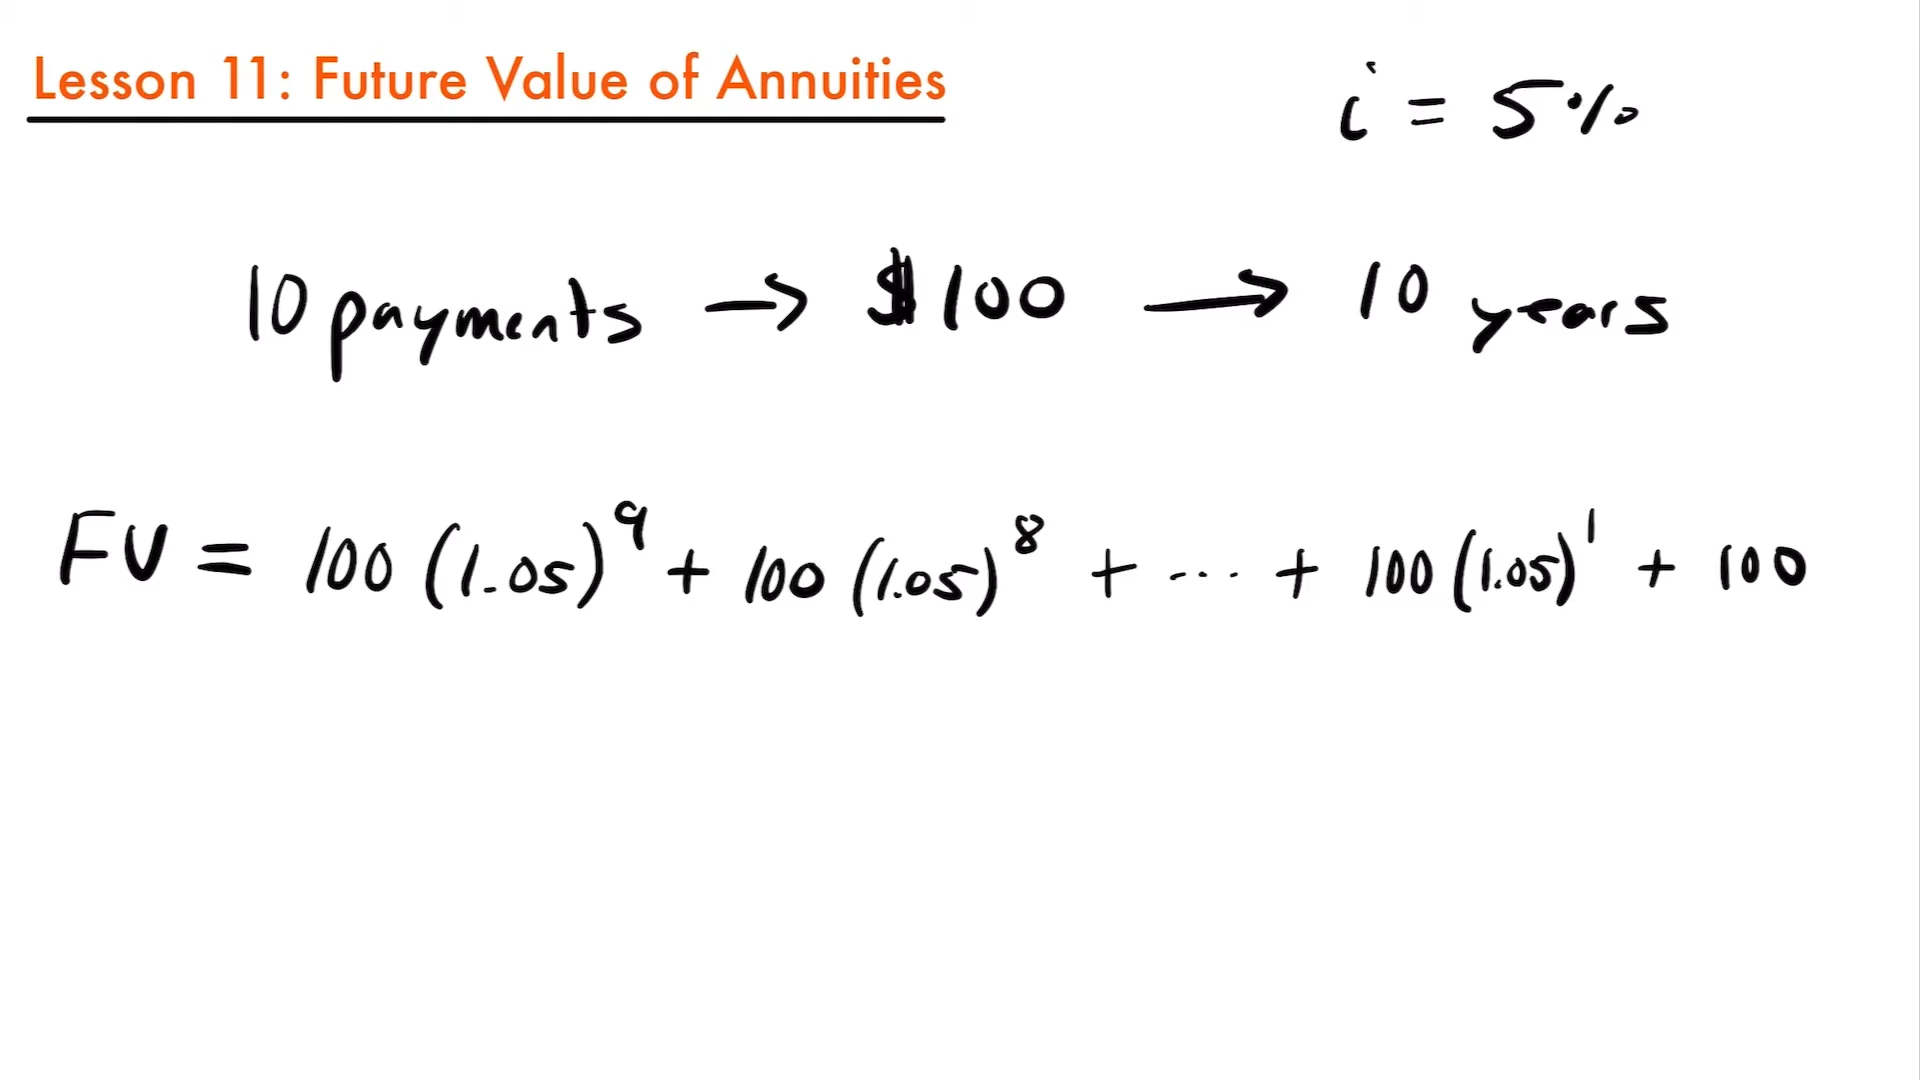 Lesson 11: Future Value of Annuities
i = 5%
10 payments → $100 → 10 years
FV = 100 (1.05)^9 + 100 (1.05)^8 + ... + 100 (1.05)^1 + 100